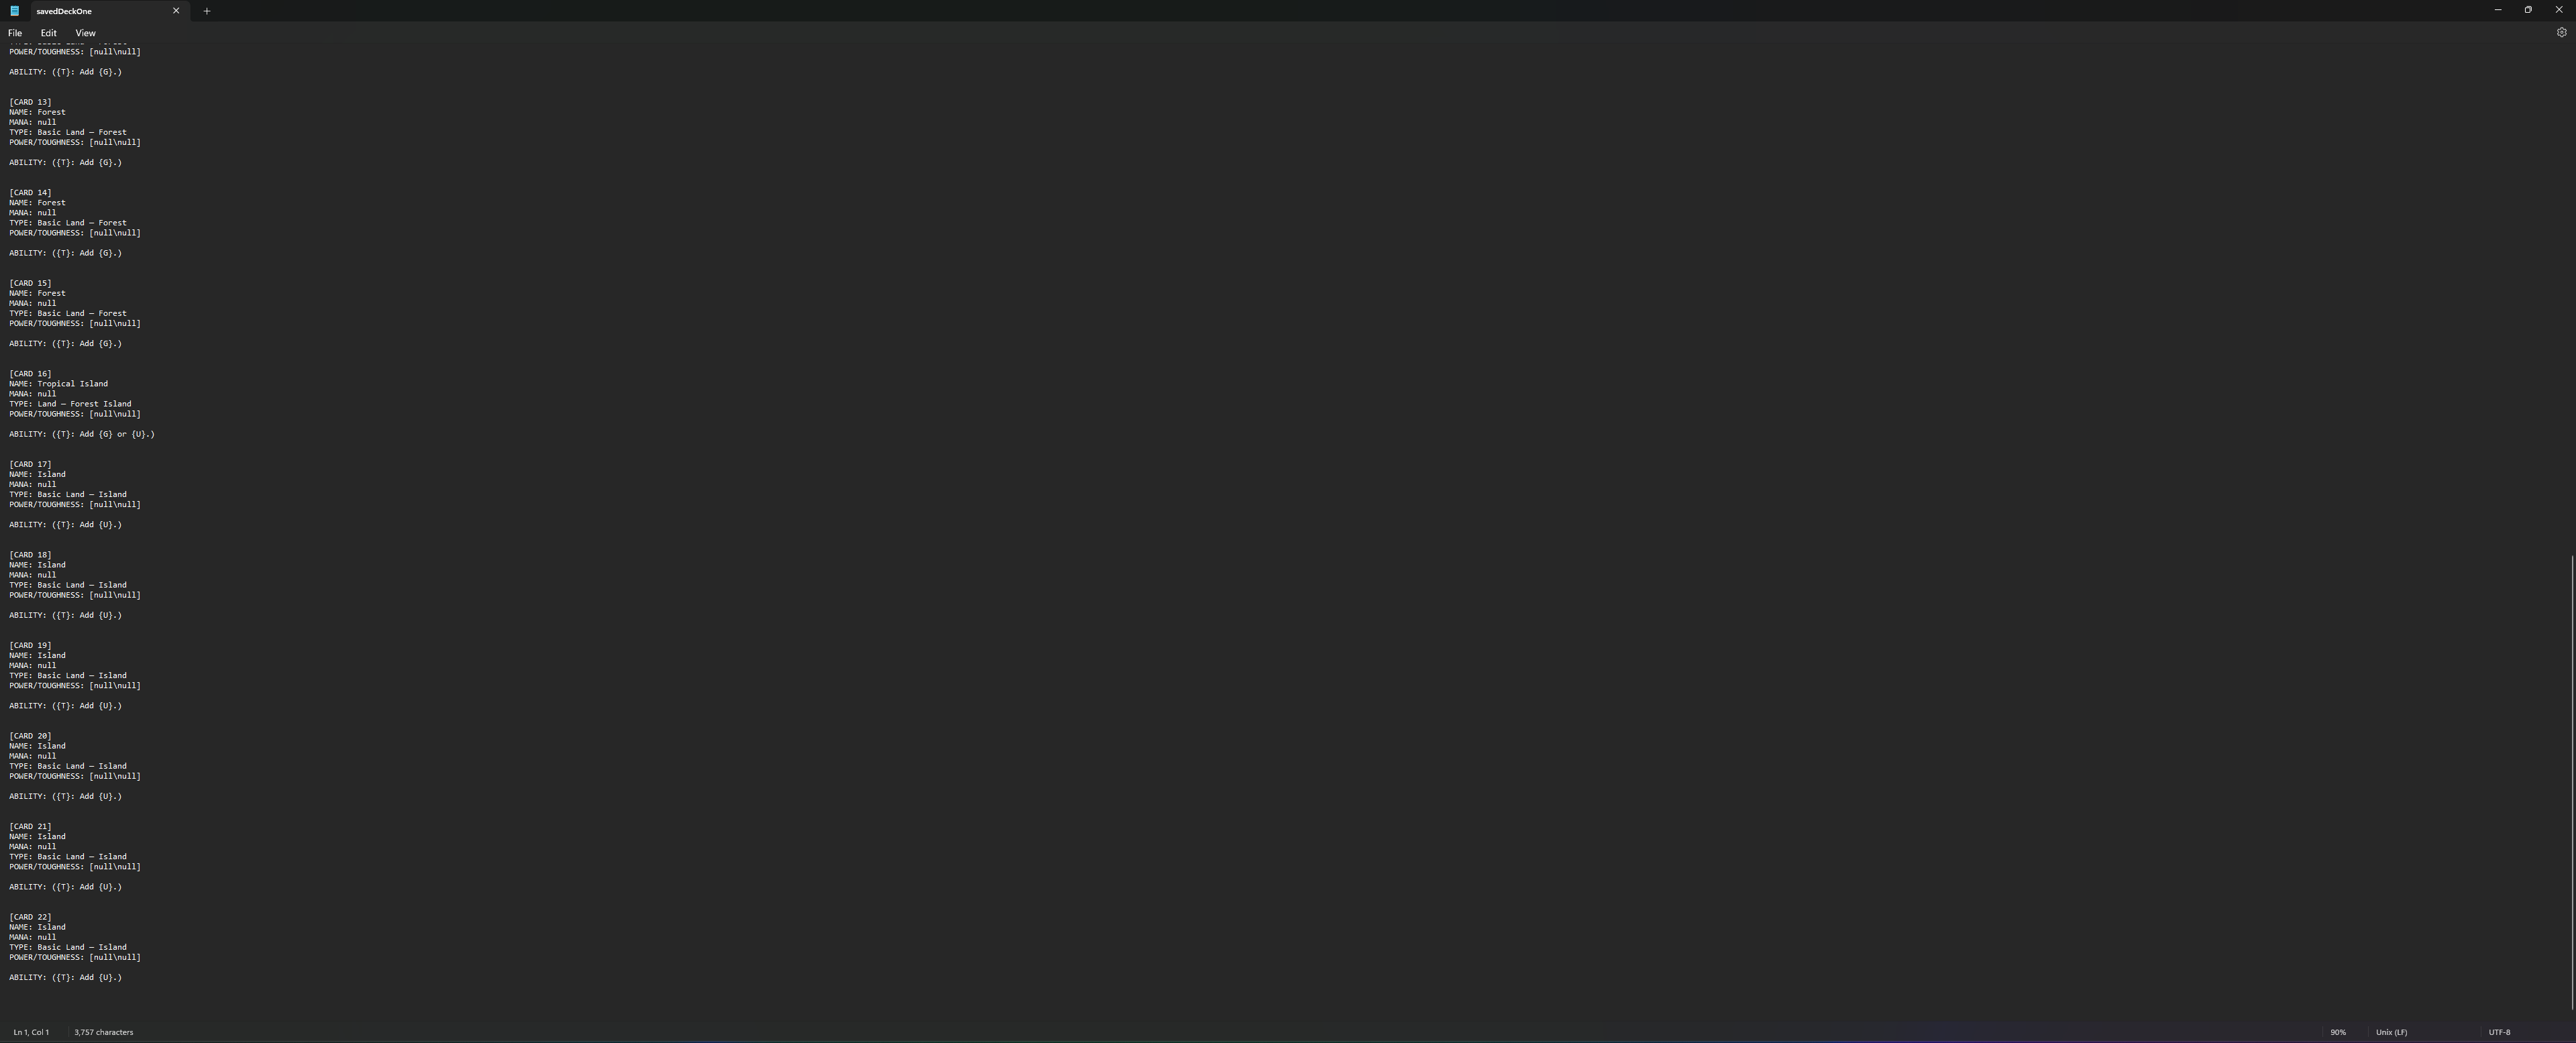 savedDeckOne
File Edit View
POWER/TOUGHNESS: [null\null]
ABILITY: ({T}: Add {G}.)
[CARD 13]
NAME: Forest
MANA: null
TYPE: Basic Land — Forest
POWER/TOUGHNESS: [null\null]
ABILITY: ({T}: Add {G}.)
[CARD 14]
NAME: Forest
MANA: null
TYPE: Basic Land — Forest
POWER/TOUGHNESS: [null\null]
ABILITY: ({T}: Add {G}.)
[CARD 15]
NAME: Forest
MANA: null
TYPE: Basic Land — Forest
POWER/TOUGHNESS: [null\null]
ABILITY: ({T}: Add {G}.)
[CARD 16]
NAME: Tropical Island
MANA: null
TYPE: Land — Forest Island
POWER/TOUGHNESS: [null\null]
ABILITY: ({T}: Add {G} or {U}.)
[CARD 17]
NAME: Island
MANA: null
TYPE: Basic Land — Island
POWER/TOUGHNESS: [null\null]
ABILITY: ({T}: Add {U}.)
[CARD 18]
NAME: Island
MANA: null
TYPE: Basic Land — Island
POWER/TOUGHNESS: [null\null]
ABILITY: ({T}: Add {U}.)
[CARD 19]
NAME: Island
MANA: null
TYPE: Basic Land — Island
POWER/TOUGHNESS: [null\null]
ABILITY: ({T}: Add {U}.)
[CARD 20]
NAME: Island
MANA: null
TYPE: Basic Land — Island
POWER/TOUGHNESS: [null\null]
ABILITY: ({T}: Add {U}.)
[CARD 21]
NAME: Island
MANA: null
TYPE: Basic Land — Island
POWER/TOUGHNESS: [null\null]
ABILITY: ({T}: Add {U}.)
[CARD 22]
NAME: Island
MANA: null
TYPE: Basic Land — Island
POWER/TOUGHNESS: [null\null]
ABILITY: ({T}: Add {U}.)
Ln 1, Col 1 3,757 characters 90% Unix (LF) UTF-8